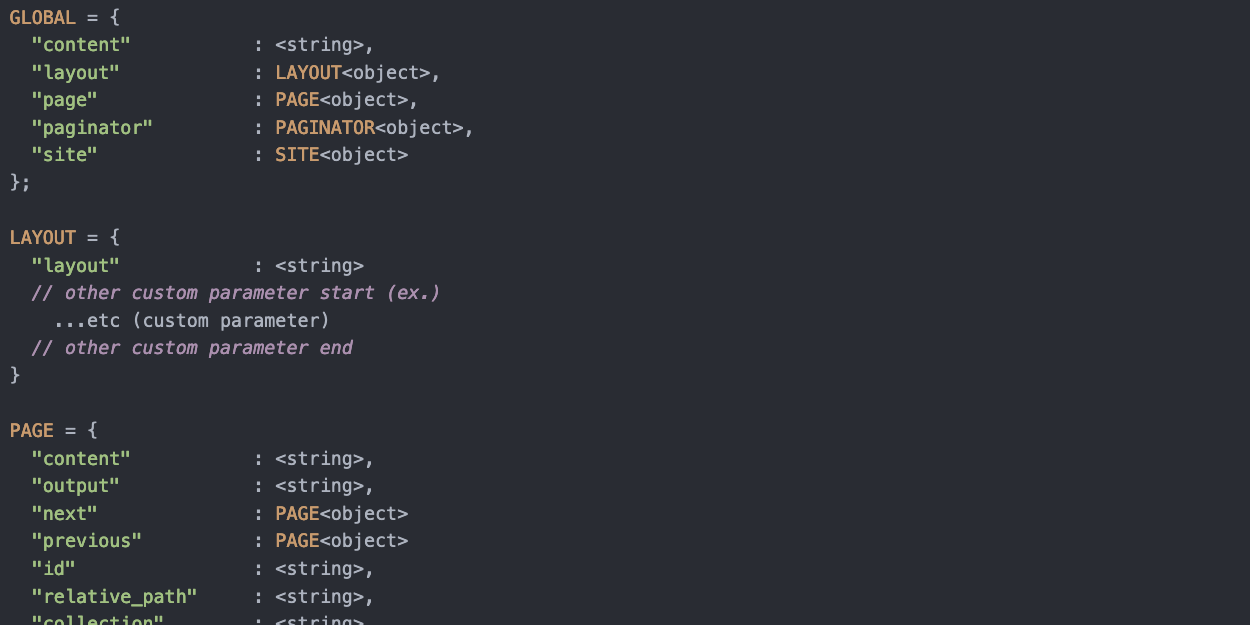 GLOBAL = {
  "content"           : <string>,
  "layout"            : LAYOUT<object>,
  "page"              : PAGE<object>,
  "paginator"         : PAGINATOR<object>,
  "site"              : SITE<object>
};

LAYOUT = {
  "layout"            : <string>
  // other custom parameter start (ex.)
    ...etc (custom parameter)
  // other custom parameter end
}

PAGE = {
  "content"           : <string>,
  "output"            : <string>,
  "next"              : PAGE<object>
  "previous"          : PAGE<object>
  "id"                : <string>,
  "relative_path"     : <string>,
  "collection"        : <string>